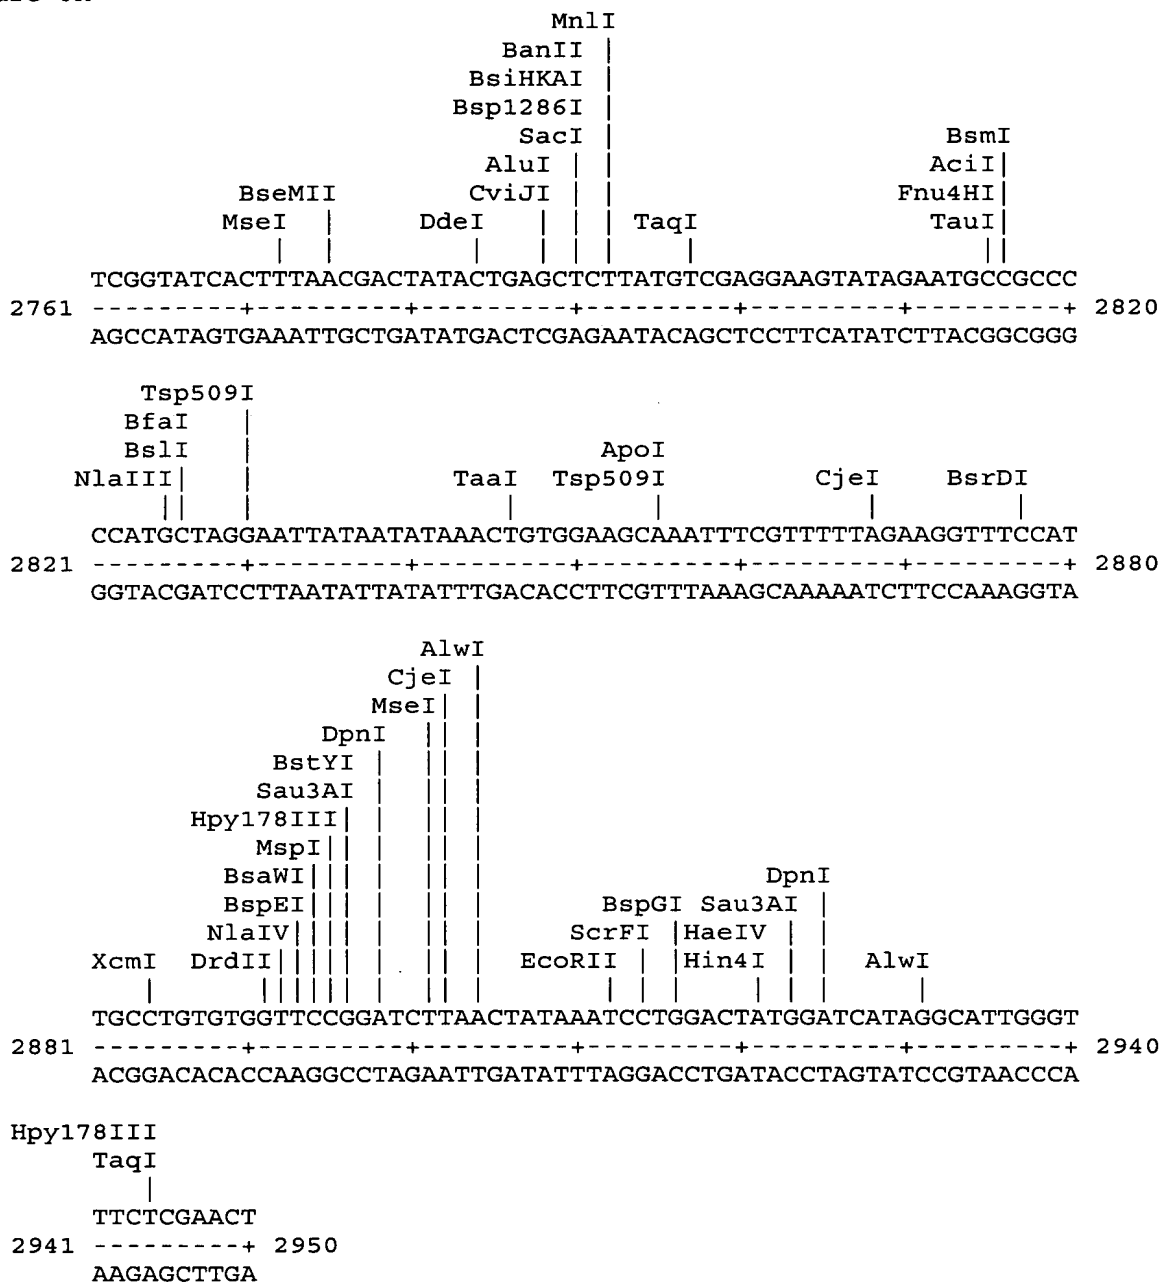 MnlI
BanII |
BsiHKAI |
Bsp1286I |
SacI | BsmI
AluI | | AciI|
BseMII CviJI | | Fnu4HI|
MseI | DdeI | | | TaqI TauI||
| | | | | | | ||
TCGGTATCACTTTAACGACTATACTGAGCTCTTATGTCGAGGAAGTATAGAATGCCGCCC
2761 ---------+---------+---------+---------+---------+---------+ 2820
AGCCATAGTGAAATTGCTGATATGACTCGAGAATACAGCTCCTTCATATCTTACGGCGGG
Tsp509I
BfaI |
BslI | ApoI
NlaIII| | TaaI Tsp509I CjeI BsrDI
|| | | | | |
CCATGCTAGGAATTATAATATAAACTGTGGAAGCAAATTTCGTTTTTAGAAGGTTTCCAT
2821 ---------+---------+---------+---------+---------+---------+ 2880
GGTACGATCCTTAATATTATATTTGACACCTTCGTTTAAAGCAAAAATCTTCCAAAGGTA
AlwI
CjeI |
MseI| |
DpnI || |
BstYI | || |
Sau3AI | || |
Hpy178III| | || |
MspI|| | || |
BsaWI||| | || | DpnI
BspEI||| | || | BspGI Sau3AI |
NlaIV|||| | || | ScrFI |HaeIV | |
XcmI DrdII||||| | || | EcoRII | |Hin4I | | AlwI
| |||||| | || | | | | | | | |
TGCCTGTGTGGTTCCGGATCTTAACTATAAATCCTGGACTATGGATCATAGGCATTGGGT
2881 ---------+---------+---------+---------+---------+---------+ 2940
ACGGACACACCAAGGCCTAGAATTGATATTTAGGACCTGATACCTAGTATCCGTAACCCA
Hpy178III
TaqI
|
TTCTCGAACT
2941 ---------+ 2950
AAGAGCTTGA